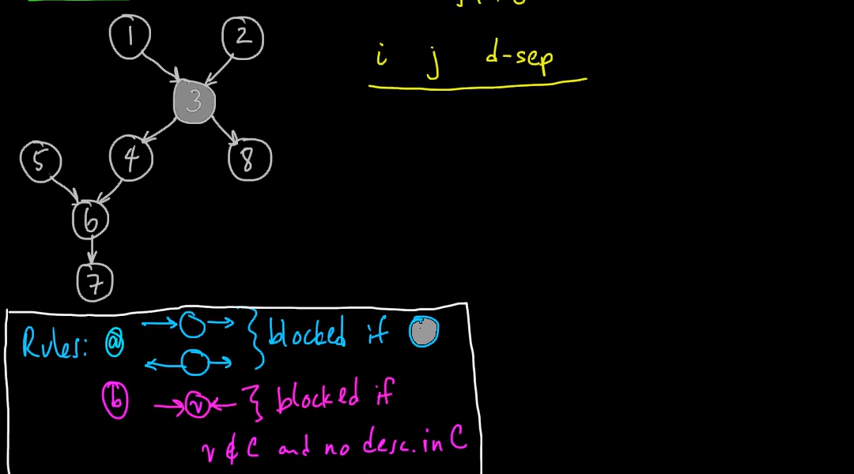 i j d-sep
1 2
3
5 4 8
6
7
Rules: (a) blocked if
(b) v blocked if
v ∉ C and no desc. in C